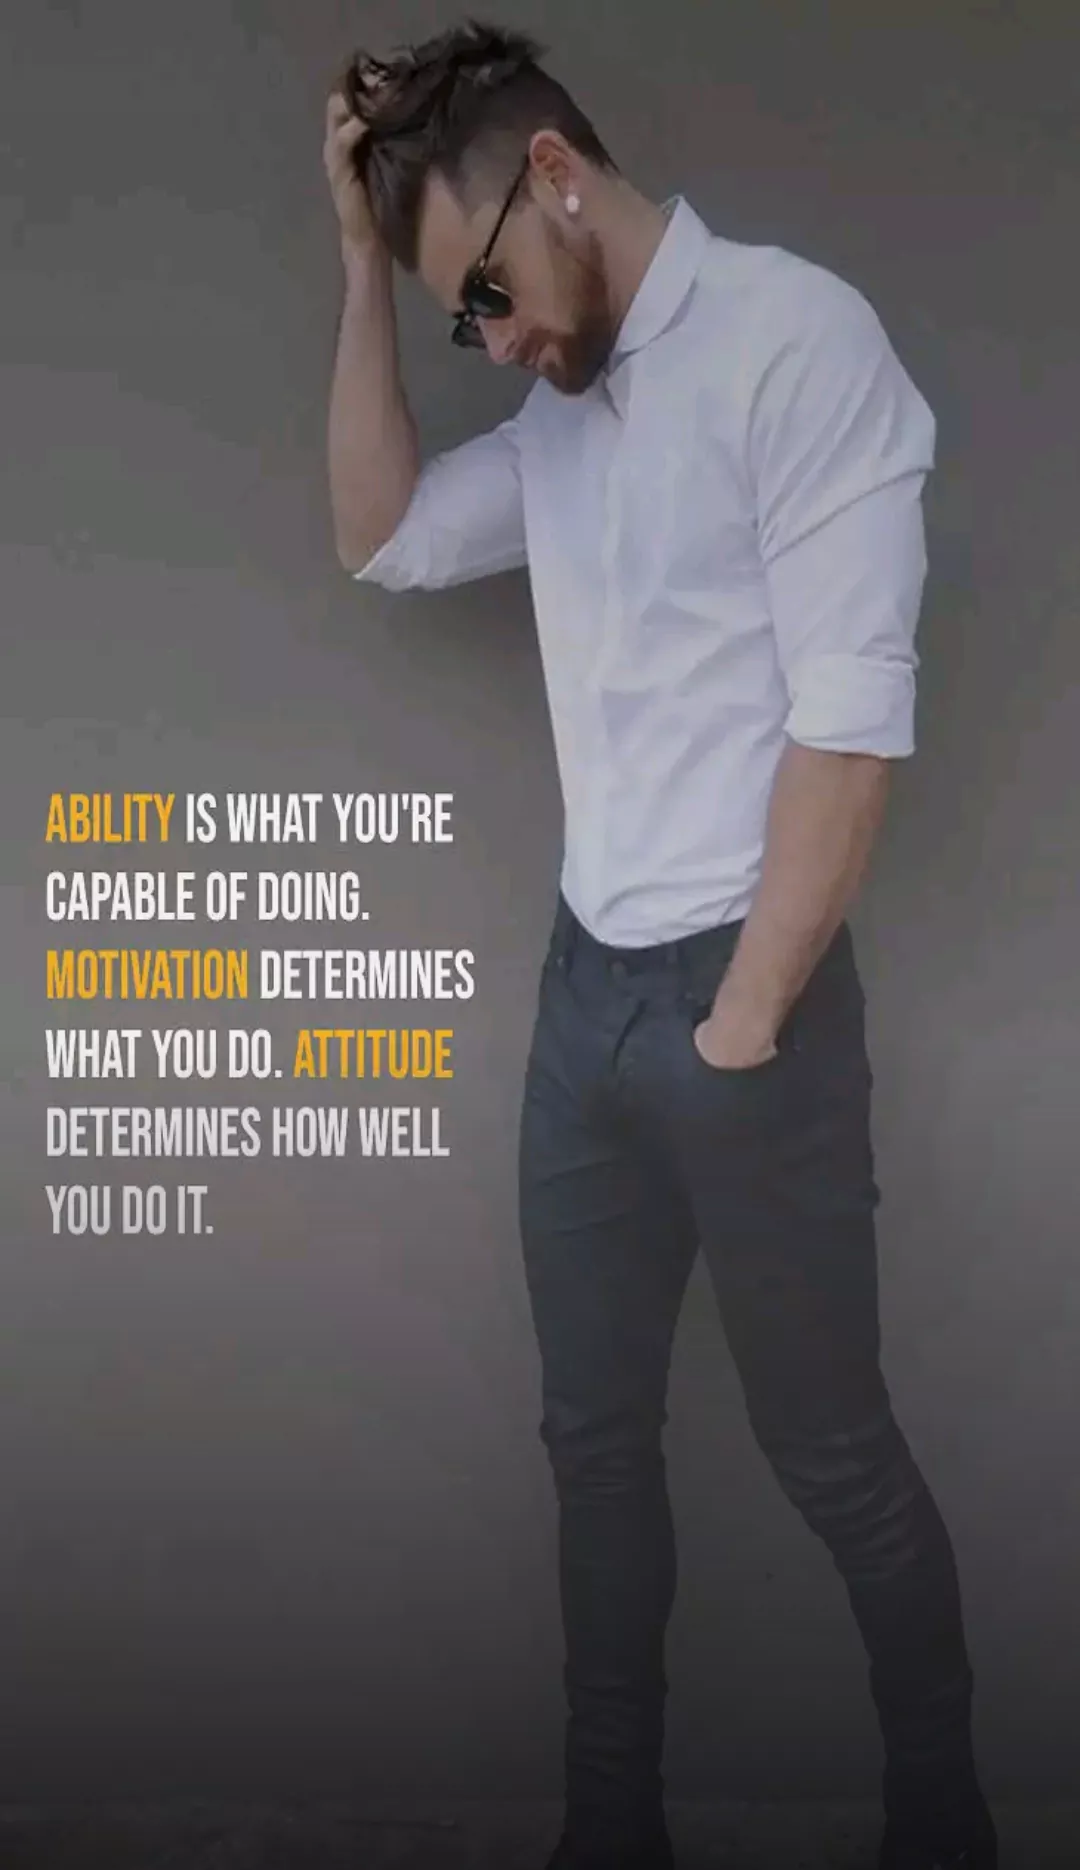 ABILITY IS WHAT YOU'RE
CAPABLE OF DOING.
MOTIVATION DETERMINES
WHAT YOU DO. ATTITUDE
DETERMINES HOW WELL
YOU DO IT.